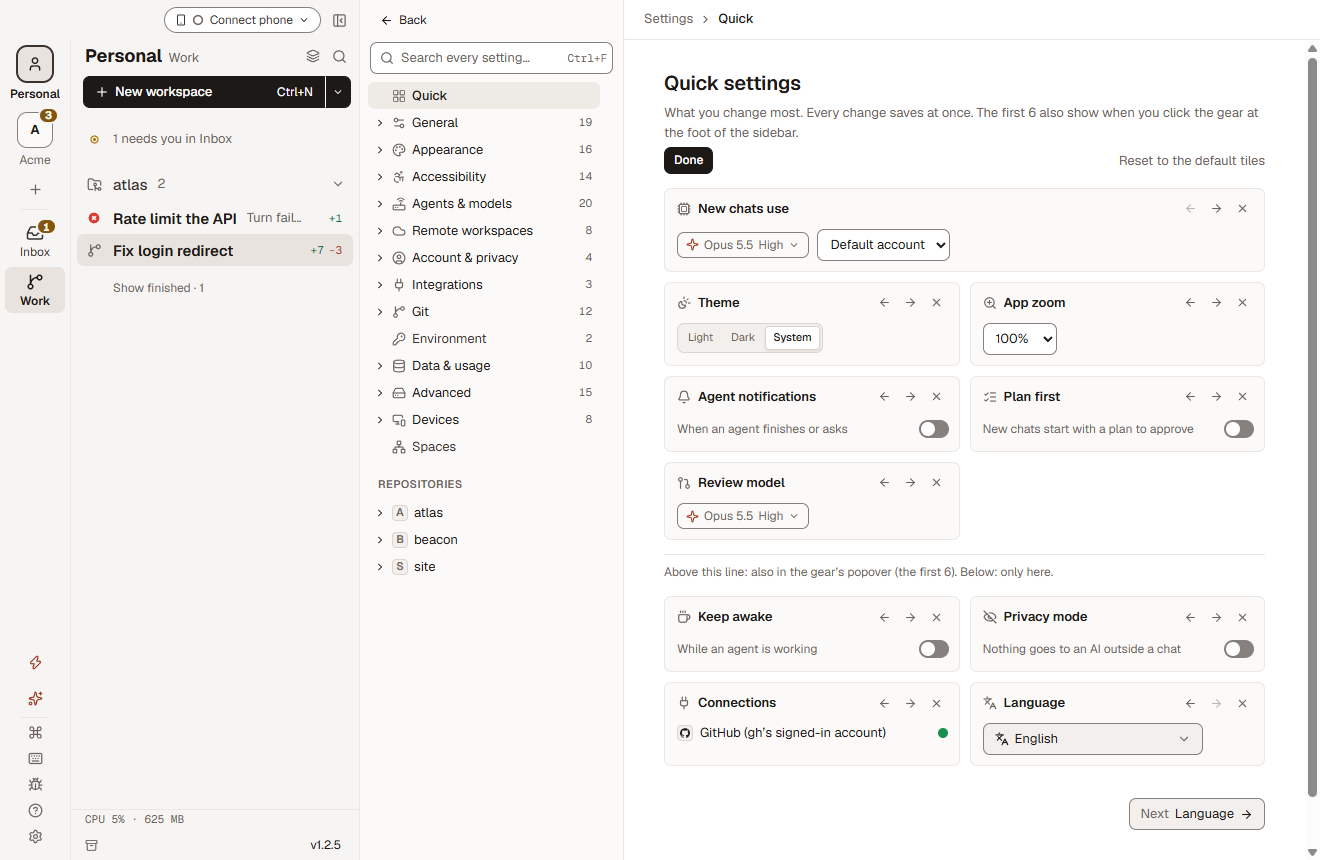 Connect phone
Personal
A
3
Acme
1
Inbox
Work
Personal Work
New workspace Ctrl+N
1 needs you in Inbox
atlas 2
Rate limit the API Turn fail... +1
Fix login redirect +7 -3
Show finished · 1
CPU 5% · 625 MB
v1.2.5
Back
Search every setting... Ctrl+F
Quick
General 19
Appearance 16
Accessibility 14
Agents & models 20
Remote workspaces 8
Account & privacy 4
Integrations 3
Git 12
Environment 2
Data & usage 10
Advanced 15
Devices 8
Spaces
REPOSITORIES
A atlas
B beacon
S site
Settings > Quick
Quick settings
What you change most. Every change saves at once. The first 6 also show when you click the gear at
the foot of the sidebar.
Done Reset to the default tiles
New chats use
Opus 5.5 High Default account
Theme
Light Dark System
App zoom
100%
Agent notifications
When an agent finishes or asks
Plan first
New chats start with a plan to approve
Review model
Opus 5.5 High
Above this line: also in the gear's popover (the first 6). Below: only here.
Keep awake
While an agent is working
Privacy mode
Nothing goes to an AI outside a chat
Connections
GitHub (gh's signed-in account)
Language
English
Next Language →